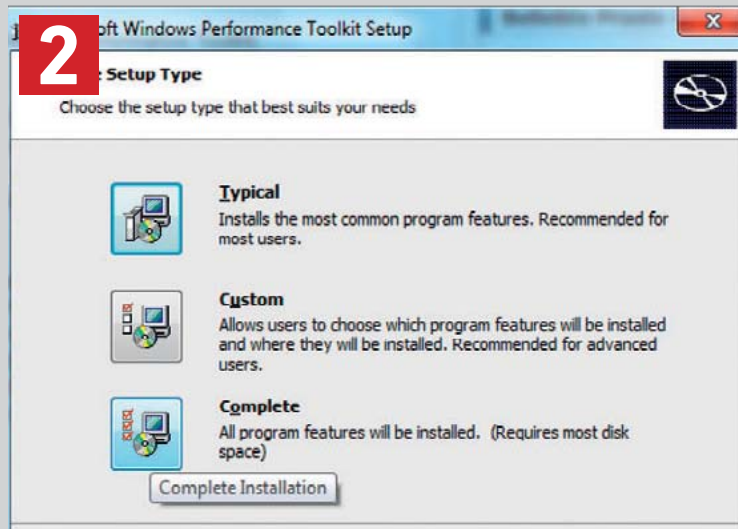 2
oft Windows Performance Toolkit Setup
Setup Type
Choose the setup type that best suits your needs
Typical
Installs the most common program features. Recommended for
most users.
Custom
Allows users to choose which program features will be installed
and where they will be installed. Recommended for advanced
users.
Complete
All program features will be installed. (Requires most disk
space)
Complete Installation